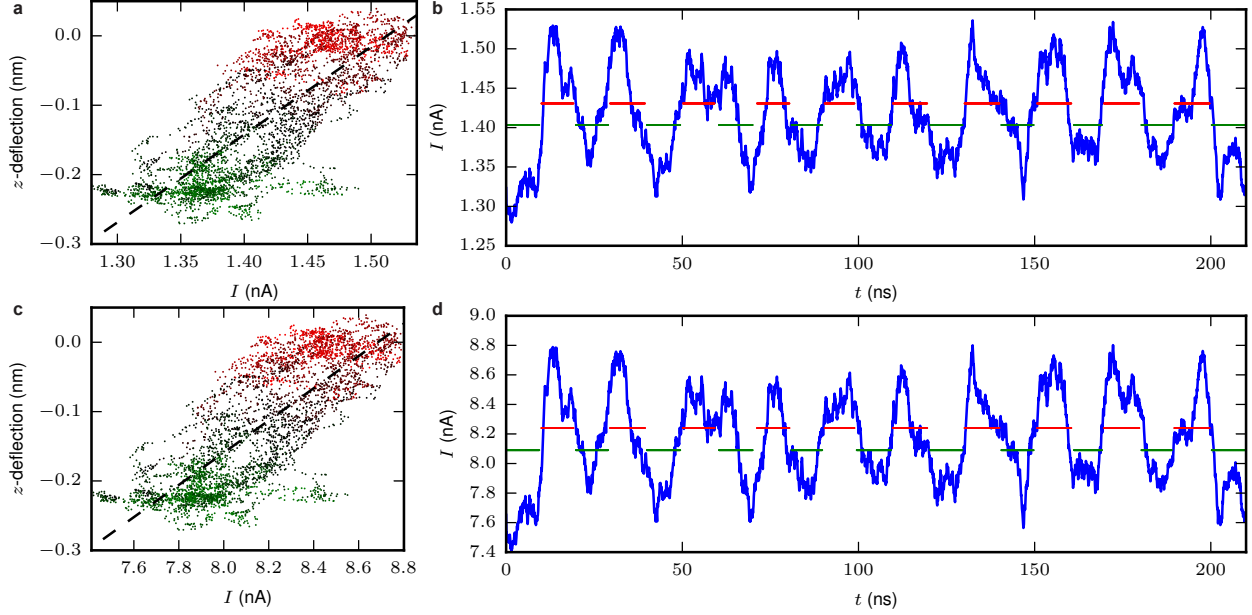 a
0.0
−0.1
−0.2
−0.3
z-deflection (nm)
1.30 1.35 1.40 1.45 1.50
I (nA)
b
1.55
1.50
1.45
1.40
1.35
1.30
1.25
I (nA)
0 50 100 150 200
t (ns)
c
0.0
−0.1
−0.2
−0.3
z-deflection (nm)
7.6 7.8 8.0 8.2 8.4 8.6 8.8
I (nA)
d
9.0
8.8
8.6
8.4
8.2
8.0
7.8
7.6
7.4
I (nA)
0 50 100 150 200
t (ns)